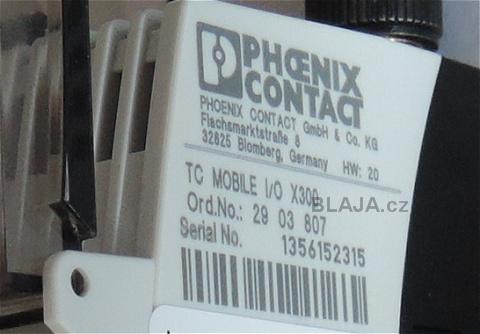 PHŒNIX
CONTACT
PHOENIX CONTACT GmbH & Co. KG
Flachsmarktstraße 8
32825 Blomberg, Germany HW: 20
TC MOBILE I/O X300
Ord.No.: 29 03 807
BLAJA.cz
Serial No. 1356152315